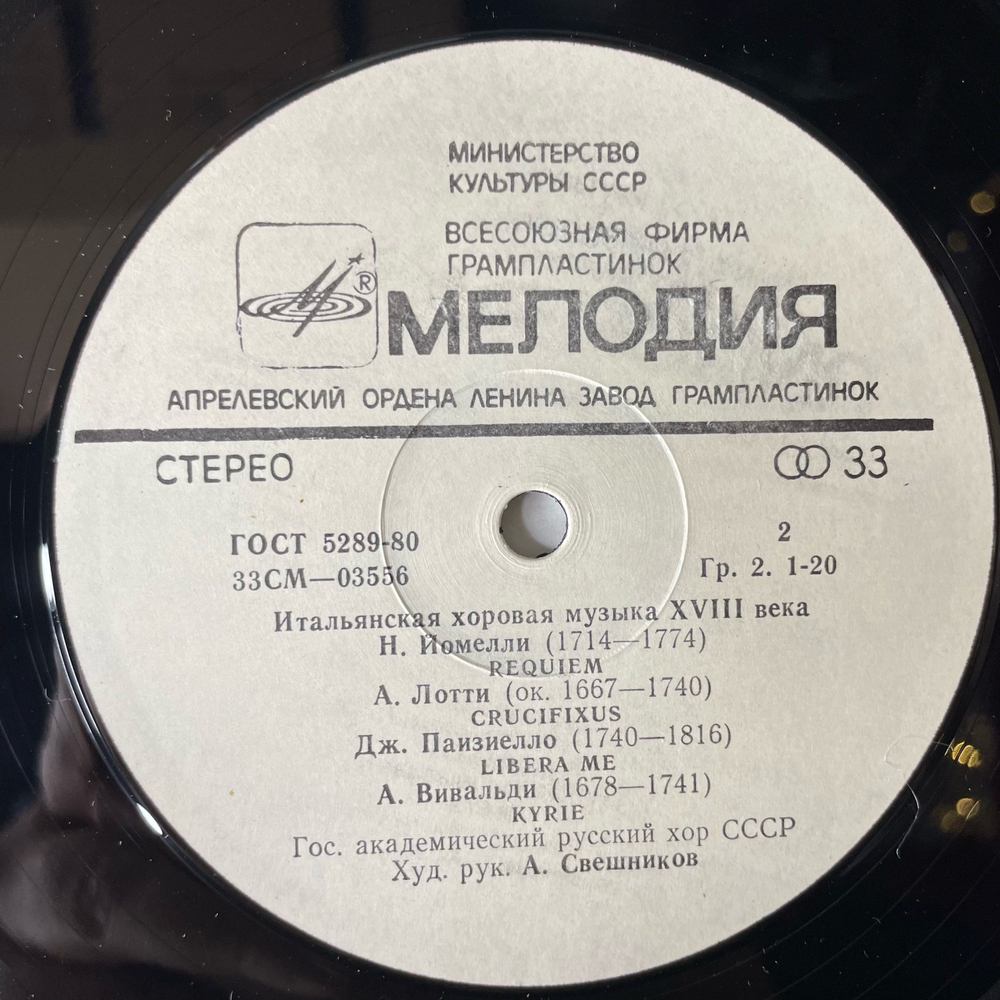 МИНИСТЕРСТВО
КУЛЬТУРЫ СССР
ВСЕСОЮЗНАЯ ФИРМА
ГРАМПЛАСТИНОК
® МЕЛОДИЯ
АПРЕЛЕВСКИЙ ОРДЕНА ЛЕНИНА ЗАВОД ГРАМПЛАСТИНОК
СТЕРЕО 33
ГОСТ 5289-80 2
33СМ—03556 Гр. 2. 1-20
Итальянская хоровая музыка XVIII века
Н. Йомелли (1714—1774)
REQUIEM
А. Лотти (ок. 1667—1740)
CRUCIFIXUS
Дж. Паизиелло (1740—1816)
LIBERA ME
А. Вивальди (1678—1741)
KYRIE
Гос. академический русский хор СССР
Худ. рук. А. Свешников